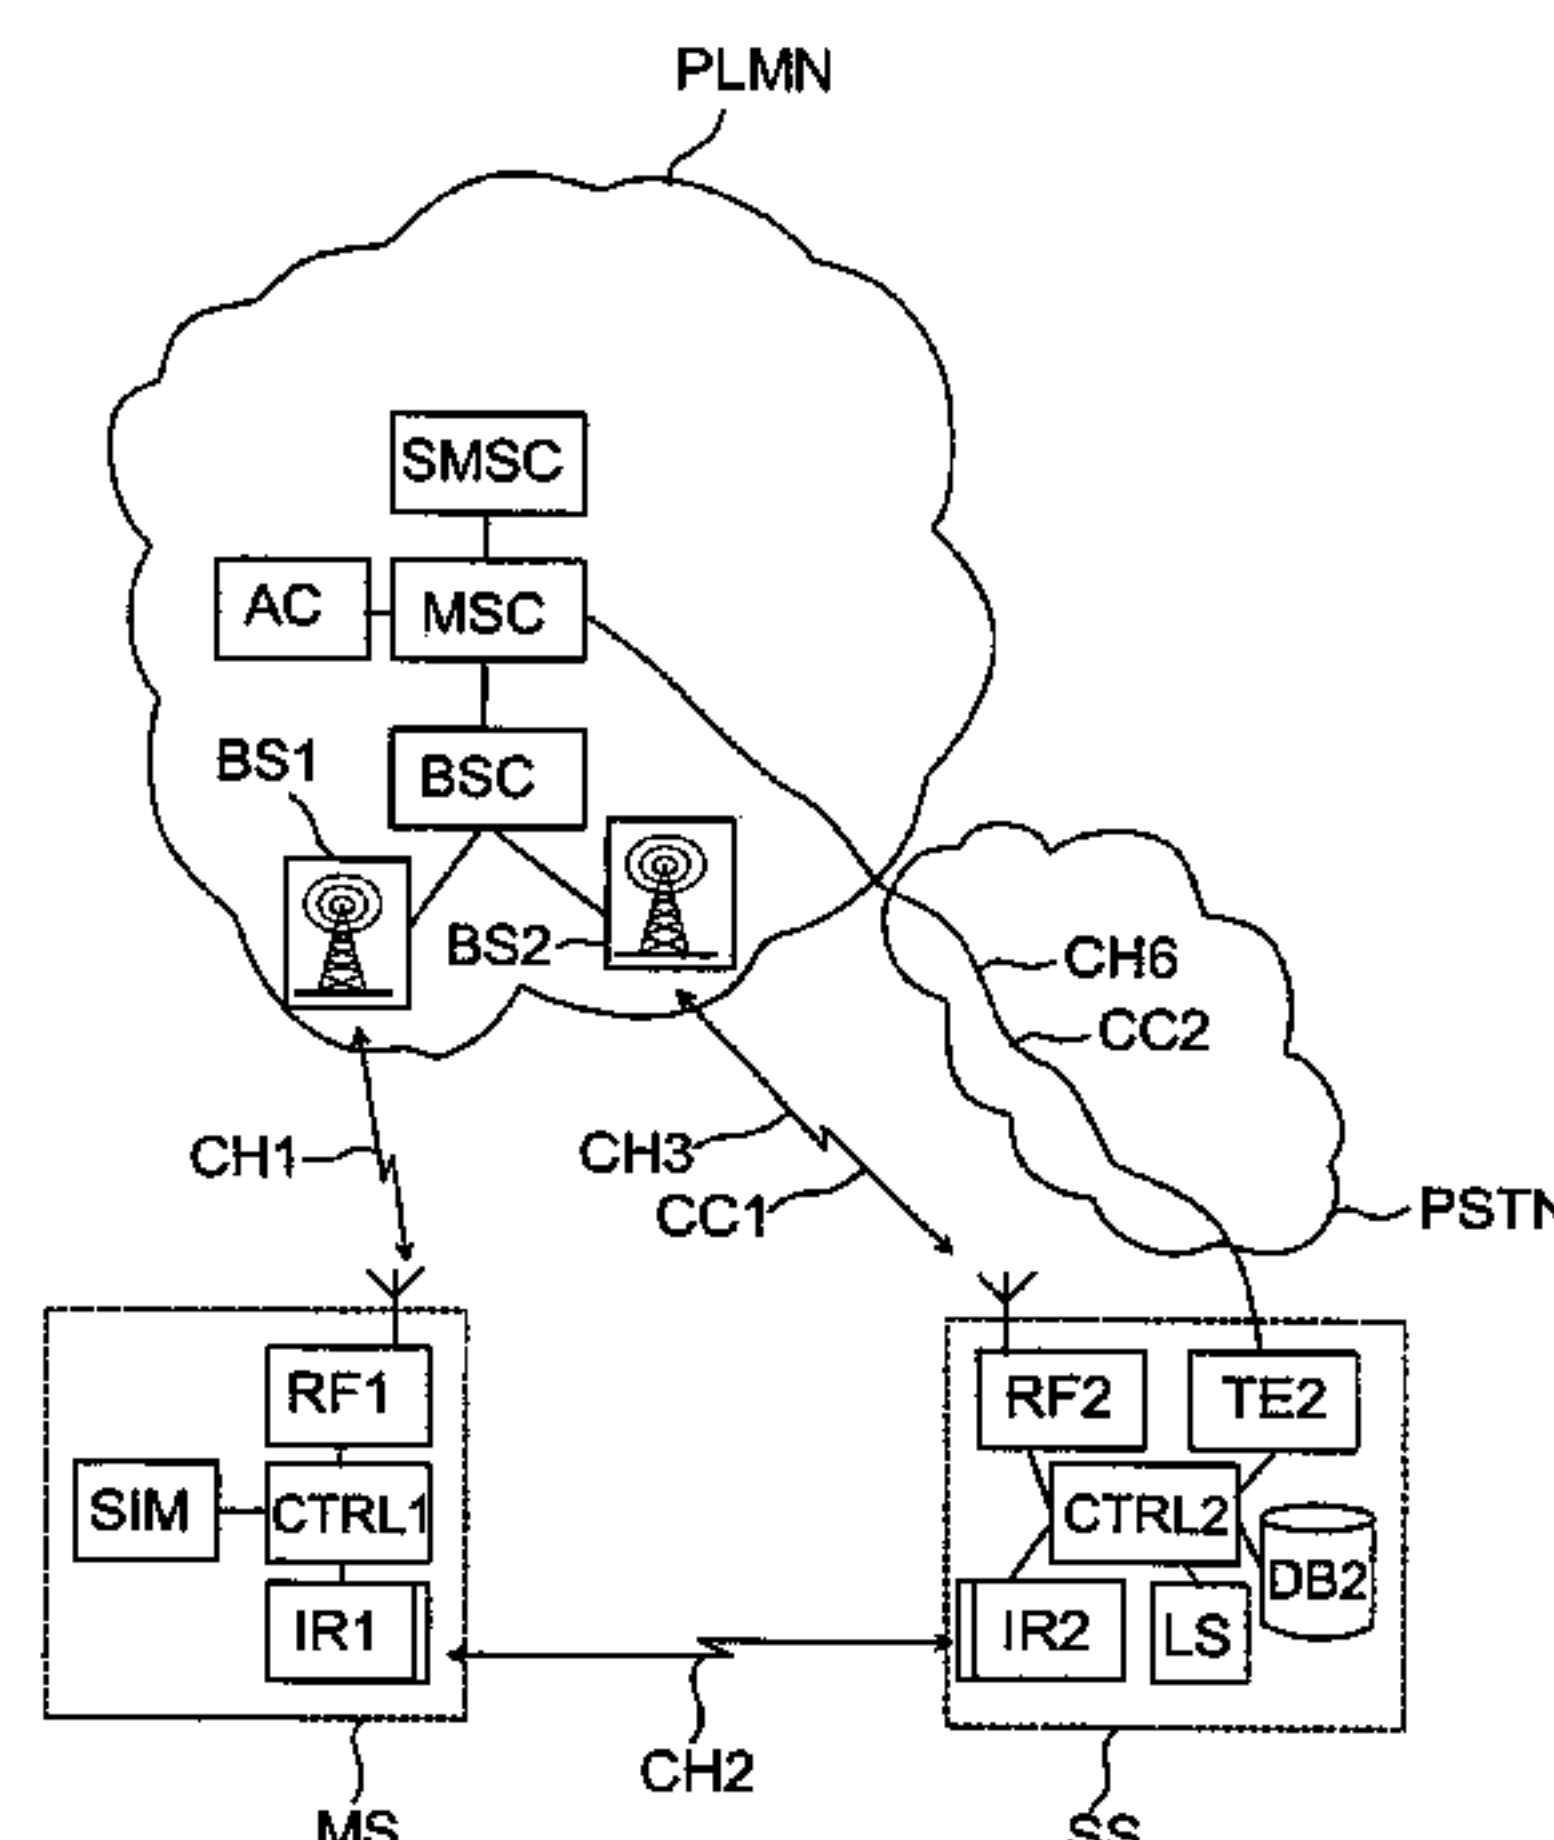 PLMN
SMSC
AC
MSC
BS1
BSC
BS2
CH6
CC2
CH1
CH3
CC1
PSTN
RF1
RF2
TE2
SIM
CTRL1
CTRL2
DB2
IR1
IR2
LS
CH2
MS
SS